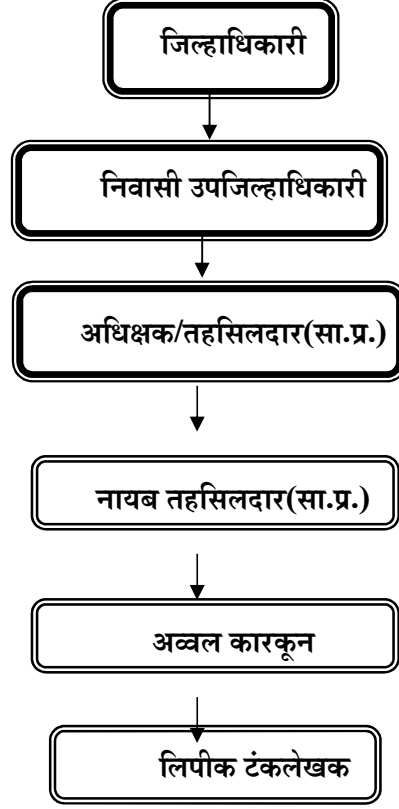 जिल्हाधिकारी
निवासी उपजिल्हाधिकारी
अधिक्षक/तहसिलदार(सा.प्र.)
नायब तहसिलदार(सा.प्र.)
अव्वल कारकून
लिपीक टंकलेखक